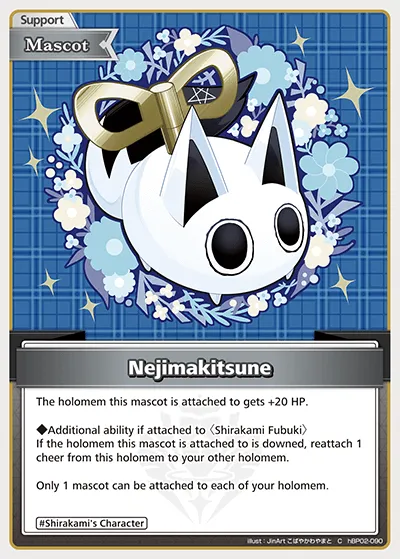 Support
Mascot
Nejimakitsune
The holomem this mascot is attached to gets +20 HP.
◆Additional ability if attached to 〈Shirakami Fubuki〉
If the holomem this mascot is attached to is downed, reattach 1
cheer from this holomem to your other holomem.
Only 1 mascot can be attached to each of your holomem.
#Shirakami's Character
illust : JinArt こばやかわやまと C hBP02-090